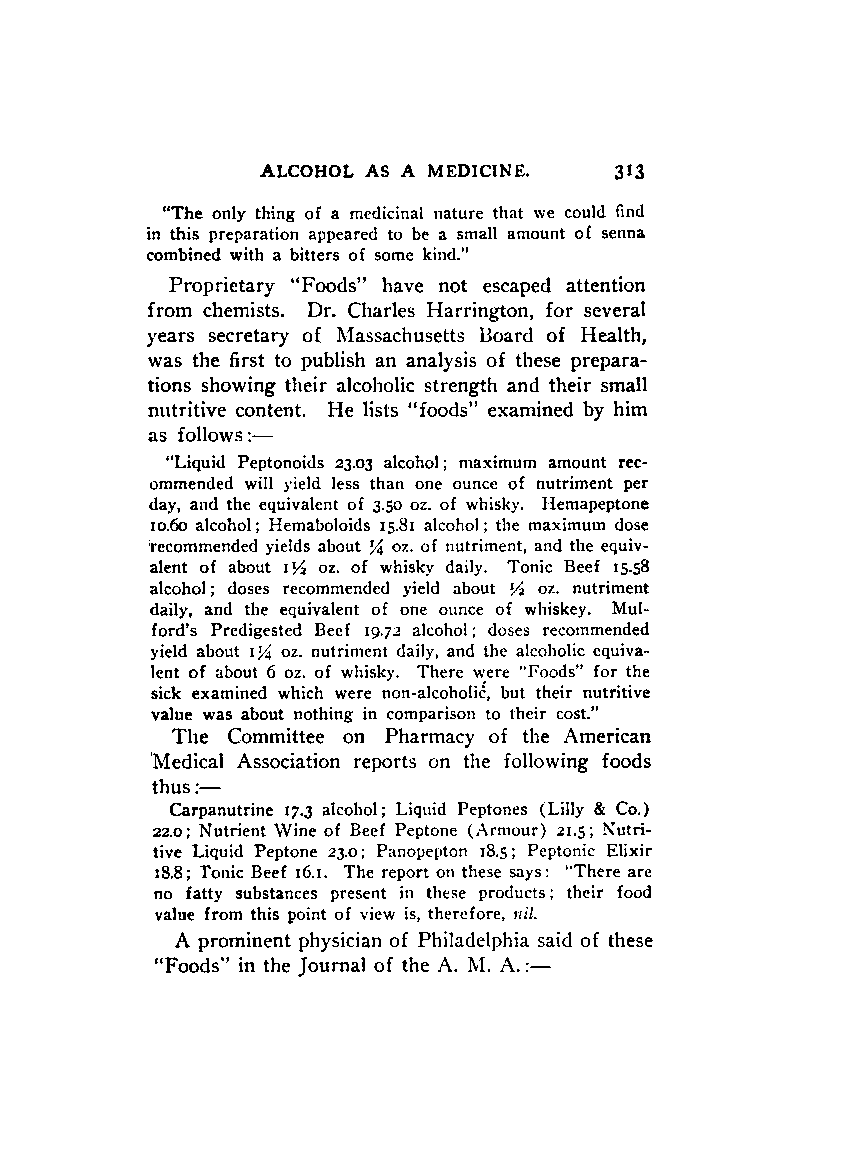 ALCOHOL AS A MEDICINE. 313
"The only thing of a medicinal nature that we could find
in this preparation appeared to be a small amount of senna
combined with a bitters of some kind."
Proprietary "Foods" have not escaped attention
from chemists. Dr. Charles Harrington, for several
years secretary of Massachusetts Board of Health,
was the first to publish an analysis of these prepara-
tions showing their alcoholic strength and their small
nutritive content. He lists "foods" examined by him
as follows:—
"Liquid Peptonoids 23.03 alcohol; maximum amount rec-
ommended will yield less than one ounce of nutriment per
day, and the equivalent of 3.50 oz. of whisky. Hemapeptone
10.60 alcohol; Hemaboloids 15.81 alcohol; the maximum dose
recommended yields about ¼ oz. of nutriment, and the equiv-
alent of about 1½ oz. of whisky daily. Tonic Beef 15.58
alcohol; doses recommended yield about ½ oz. nutriment
daily, and the equivalent of one ounce of whiskey. Mul-
ford's Predigested Beef 19.72 alcohol; doses recommended
yield about 1¼ oz. nutriment daily, and the alcoholic equiva-
lent of about 6 oz. of whisky. There were "Foods" for the
sick examined which were non-alcoholic, but their nutritive
value was about nothing in comparison to their cost."
The Committee on Pharmacy of the American
Medical Association reports on the following foods
thus:—
Carpanutrine 17.3 alcohol; Liquid Peptones (Lilly & Co.)
22.0; Nutrient Wine of Beef Peptone (Armour) 21.5; Nutri-
tive Liquid Peptone 23.0; Panopepton 18.5; Peptonic Elixir
18.8; Tonic Beef 16.1. The report on these says: "There are
no fatty substances present in these products; their food
value from this point of view is, therefore, nil.
A prominent physician of Philadelphia said of these
"Foods" in the Journal of the A. M. A.:—